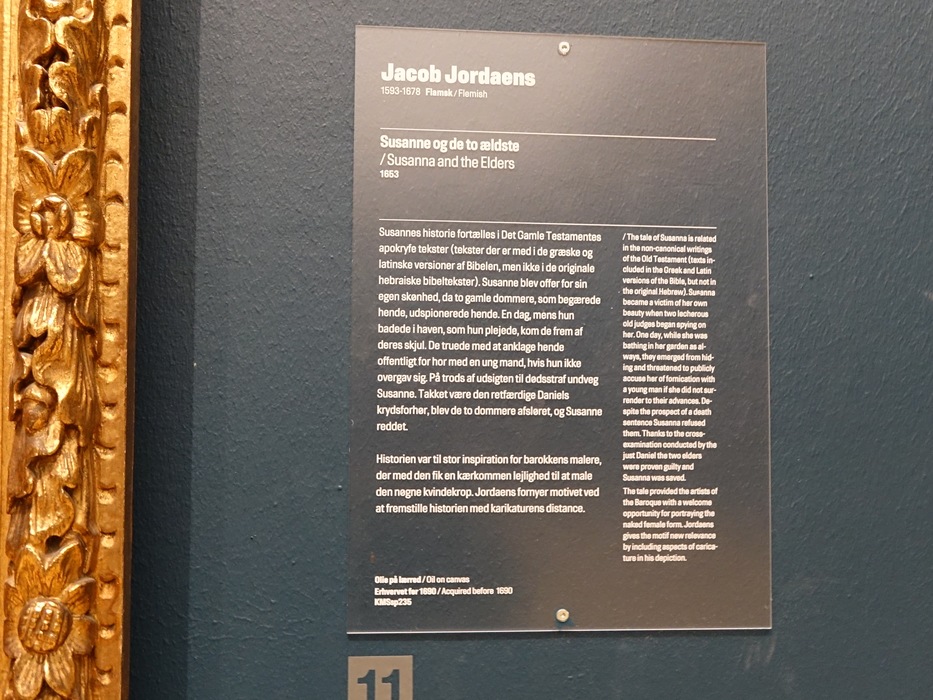 Jacob Jordaens
1593-1678 Flamsk / Flemish
Susanne og de to ældste
/ Susanna and the Elders
1653
Susannes historie fortælles i Det Gamle Testamentes
apokryfe tekster (tekster der er med i de græske og
latinske versioner af Bibelen, men ikke i de originale
hebraiske bibeltekster). Susanne blev offer for sin
egen skønhed, da to gamle dommere, som begærede
hende, udspionerede hende. En dag, mens hun
badede i haven, som hun plejede, kom de frem af
deres skjul. De truede med at anklage hende
offentligt for hor med en ung mand, hvis hun ikke
overgav sig. På trods af udsigten til dødsstraf undveg
Susanne. Takket være den retfærdige Daniels
krydsforhør, blev de to dommere afsløret, og Susanne
reddet.
Historien var til stor inspiration for barokkens malere,
der med den fik en kærkommen lejlighed til at male
den nøgne kvindekrop. Jordaens fornyer motivet ved
at fremstille historien med karikaturens distance.
/ The tale of Susanna is related
in the non-canonical writings
of the Old Testament (texts in-
cluded in the Greek and Latin
versions of the Bible, but not in
the original Hebrew). Susanna
became a victim of her own
beauty when two lecherous
old judges began spying on
her. One day, while she was
bathing in her garden as al-
ways, they emerged from hid-
ing and threatened to publicly
accuse her of fornication with
a young man if she did not sur-
render to their advances. De-
spite the prospect of a death
sentence Susanna refused
them. Thanks to the cross-
examination conducted by the
just Daniel the two elders
were proven guilty and
Susanna was saved.
The tale provided the artists of
the Baroque with a welcome
opportunity for portraying the
naked female form. Jordaens
gives the motif new relevance
by including aspects of carica-
ture in his depiction.
Olie på lærred / Oil on canvas
Erhvervet før 1690 / Acquired before 1690
KMSsp235
11